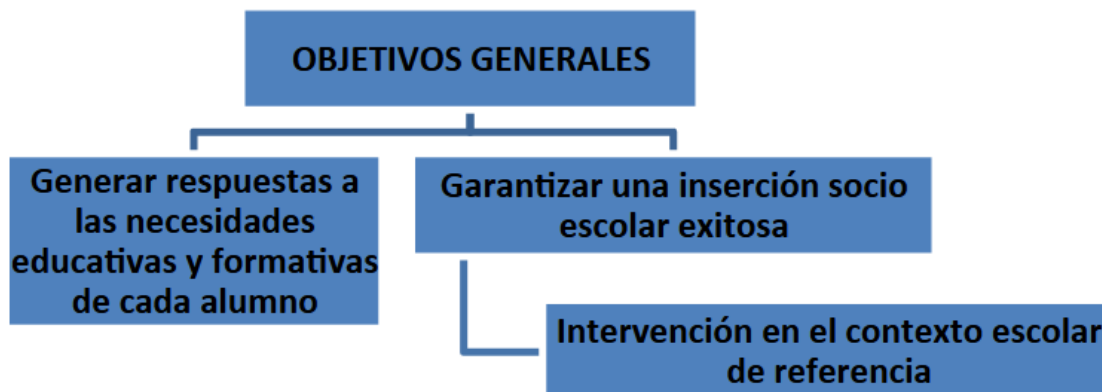 OBJETIVOS GENERALES
Generar respuestas a
las necesidades
educativas y formativas
de cada alumno
Garantizar una inserción socio
escolar exitosa
Intervención en el contexto escolar
de referencia